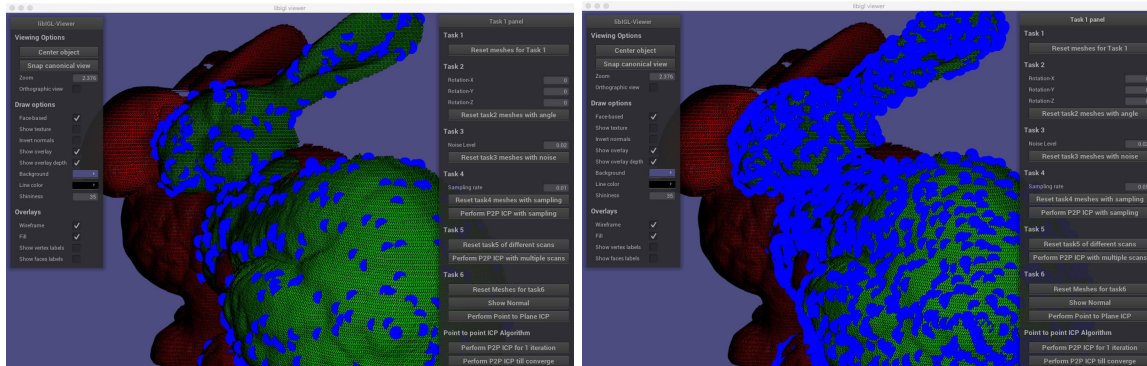 libigl viewer
libIGL-Viewer
Viewing Options
Center object
Snap canonical view
Zoom 2.376
Orthographic view
Draw options
Face-based
Show texture
Invert normals
Show overlay
Show overlay depth
Background
Line color
Shininess 35
Overlays
Wireframe
Fill
Show vertex labels
Show faces labels
Task 1 panel
Task 1
Reset meshes for Task 1
Task 2
Rotation-X 0
Rotation-Y 0
Rotation-Z 0
Reset task2 meshes with angle
Task 3
Noise Level 0.02
Reset task3 meshes with noise
Task 4
Sampling rate 0.01
Reset task4 meshes with sampling
Perform P2P ICP with sampling
Task 5
Reset task5 of different scans
Perform P2P ICP with multiple scans
Task 6
Reset Meshes for task6
Show Normal
Perform Point to Plane ICP
Point to point ICP Algorithm
Perform P2P ICP for 1 iteration
Perform P2P ICP till converge
libigl viewer
libIGL-Viewer
Viewing Options
Center object
Snap canonical view
Zoom 2.376
Orthographic view
Draw options
Face-based
Show texture
Invert normals
Show overlay
Show overlay depth
Background
Line color
Shininess 35
Overlays
Wireframe
Fill
Show vertex labels
Show faces labels
Task 1 panel
Task 1
Reset meshes for Task 1
Task 2
Rotation-X 0
Rotation-Y 0
Rotation-Z 0
Reset task2 meshes with angle
Task 3
Noise Level 0.02
Reset task3 meshes with noise
Task 4
Sampling rate
Reset task4 meshes with sampling
Perform P2P ICP with sampling
Task 5
Reset task5 of different scans
Perform P2P ICP with multiple scans
Task 6
Reset Meshes for task6
Show Normal
Perform Point to Plane ICP
Point to point ICP Algorithm
Perform P2P ICP for 1 iteration
Perform P2P ICP till converge